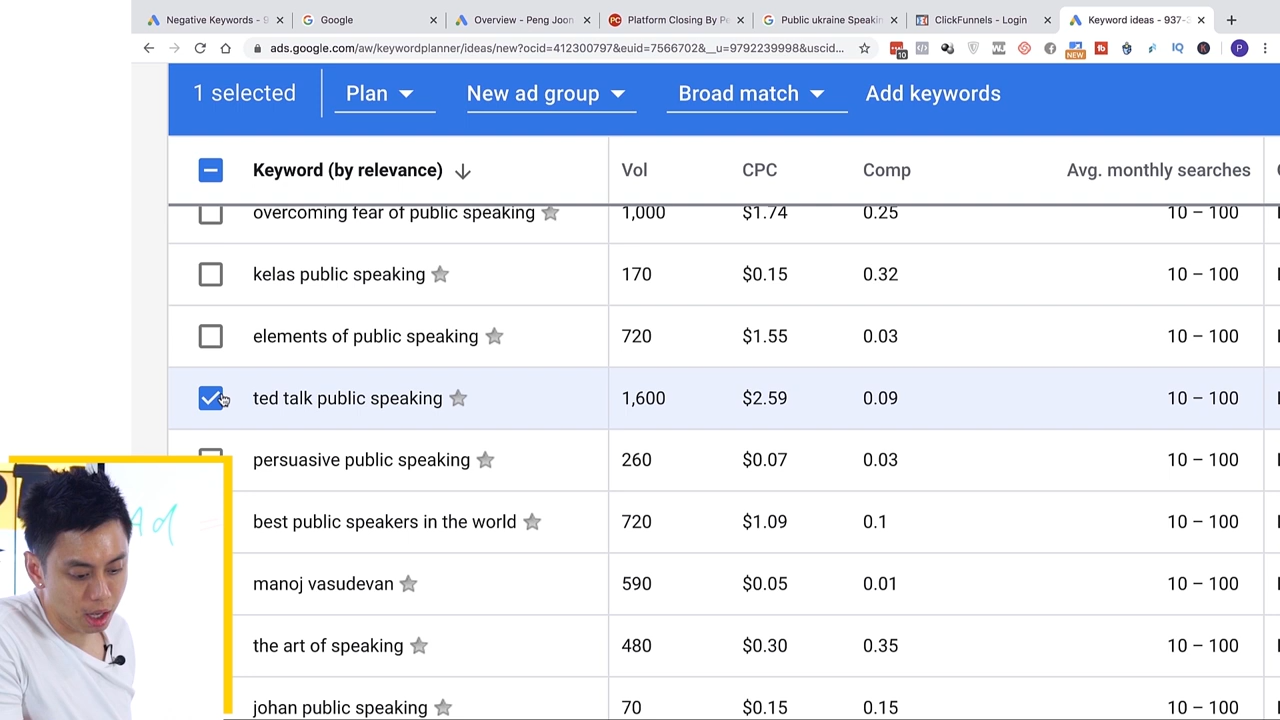 Negative Keywords - 9
Google
Overview - Peng Joon
Platform Closing By Pe
Public ukraine Speakin
ClickFunnels - Login
Keyword ideas - 937-3
ads.google.com/aw/keywordplanner/ideas/new?ocid=412300797&euid=7566702&__u=9792239998&uscid...
10
NEW
IQ
P
1 selected
Plan
New ad group
Broad match
Add keywords
Keyword (by relevance) Vol CPC Comp Avg. monthly searches
overcoming fear of public speaking 1,000 $1.74 0.25 10 – 100
kelas public speaking 170 $0.15 0.32 10 – 100
elements of public speaking 720 $1.55 0.03 10 – 100
ted talk public speaking 1,600 $2.59 0.09 10 – 100
persuasive public speaking 260 $0.07 0.03 10 – 100
best public speakers in the world 720 $1.09 0.1 10 – 100
manoj vasudevan 590 $0.05 0.01 10 – 100
the art of speaking 480 $0.30 0.35 10 – 100
johan public speaking 70 $0.15 0.15 10 – 100
Ad